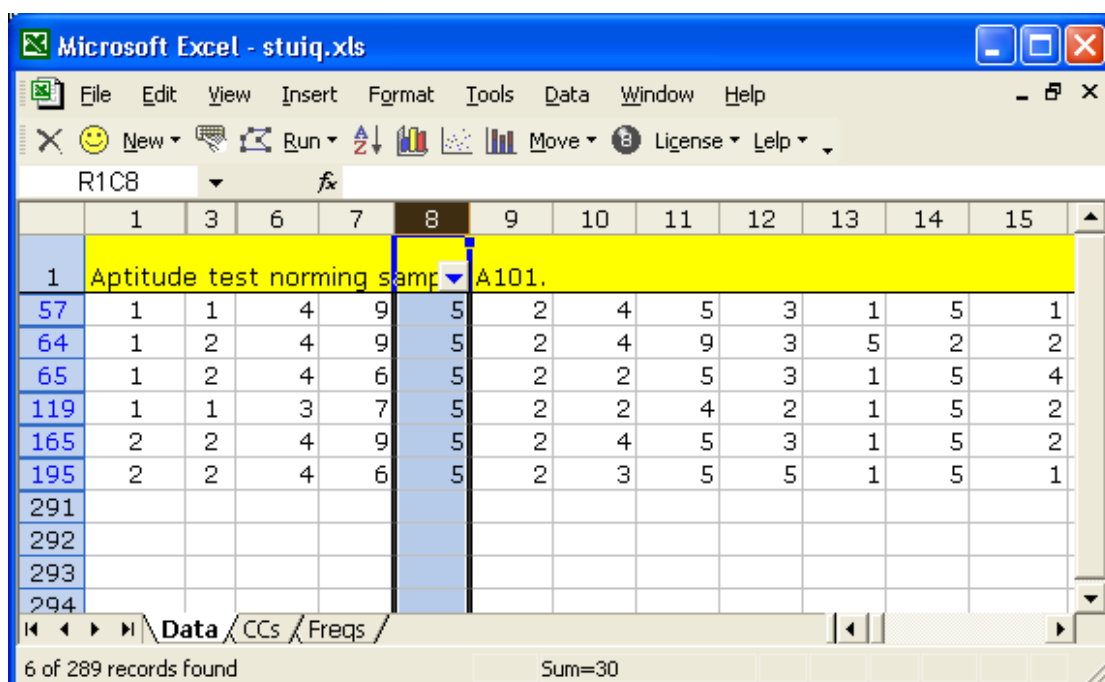 Microsoft Excel - stuiq.xls
File Edit View Insert Format Tools Data Window Help
New Run Move License Lelp
R1C8 fx
1 3 6 7 8 9 10 11 12 13 14 15
1 Aptitude test norming samp A101.
57 1 1 4 9 5 2 4 5 3 1 5 1
64 1 2 4 9 5 2 4 9 3 5 2 2
65 1 2 4 6 5 2 2 5 3 1 5 4
119 1 1 3 7 5 2 2 4 2 1 5 2
165 2 2 4 9 5 2 4 5 3 1 5 2
195 2 2 4 6 5 2 3 5 5 1 5 1
291
292
293
294
Data CCs Freqs
6 of 289 records found Sum=30